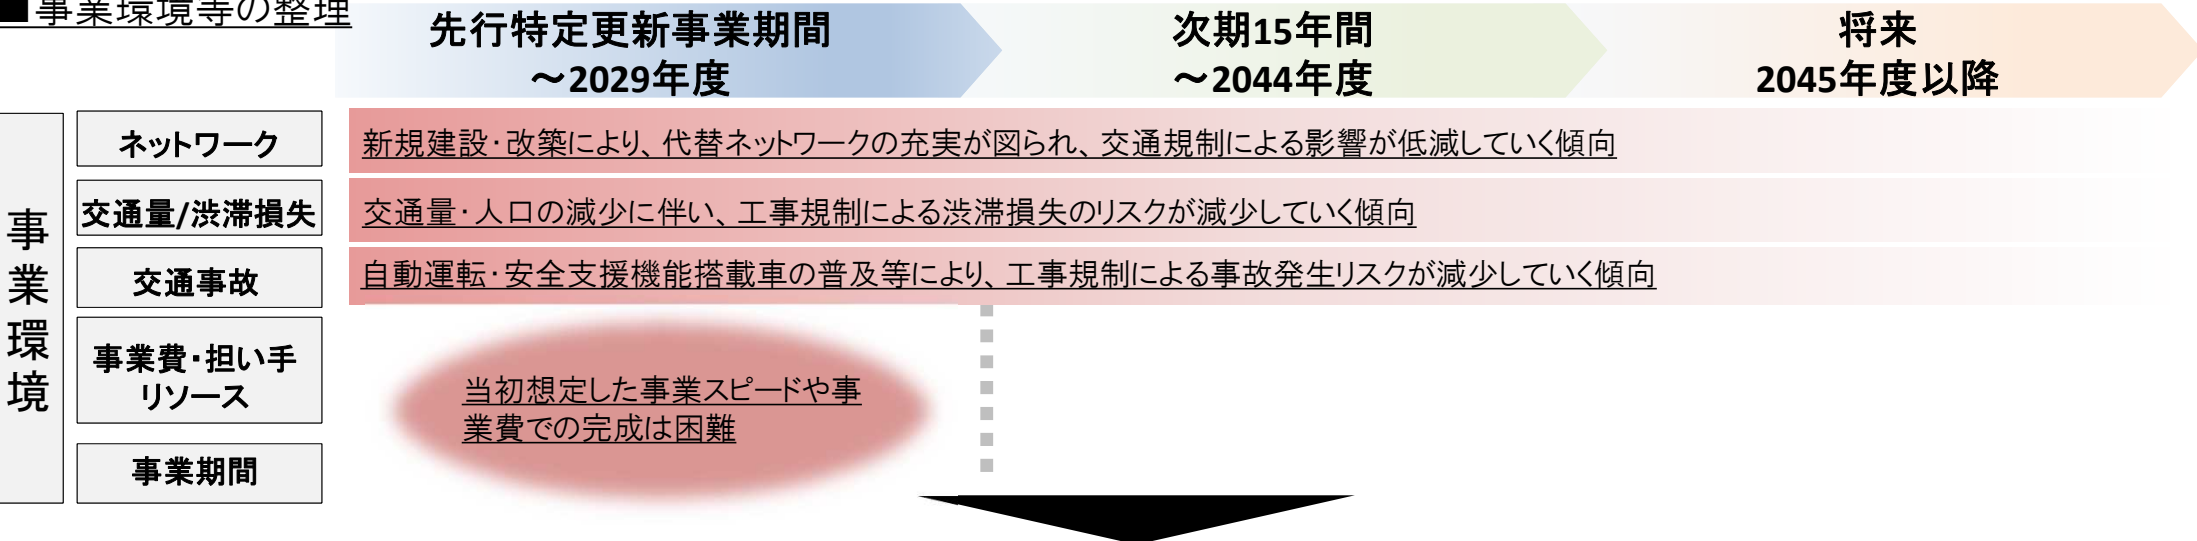 ■事業環境等の整理
先行特定更新事業期間
～2029年度
次期15年間
～2044年度
将来
2045年度以降
事業環境
ネットワーク
新規建設・改築により、代替ネットワークの充実が図られ、交通規制による影響が低減していく傾向
交通量/渋滞損失
交通量・人口の減少に伴い、工事規制による渋滞損失のリスクが減少していく傾向
交通事故
自動運転・安全支援機能搭載車の普及等により、工事規制による事故発生リスクが減少していく傾向
事業費・担い手
リソース
事業期間
当初想定した事業スピードや事
業費での完成は困難